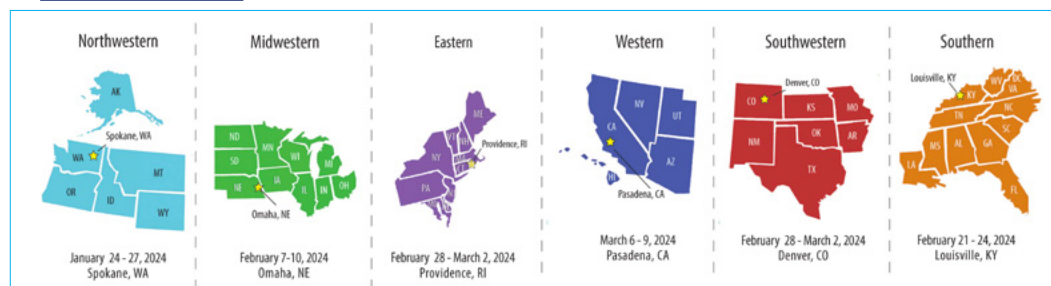 Northwestern
AK
Spokane, WA
WA
MT
OR
ID
WY
January 24 - 27, 2024
Spokane, WA
Midwestern
ND
MN
SD
WI
MI
NE
IA
IL
IN
OH
Omaha, NE
February 7-10, 2024
Omaha, NE
Eastern
ME
VT
NH
NY
Providence, RI
PA
February 28 - March 2, 2024
Providence, RI
Western
NV
UT
CA
AZ
HI
Pasadena, CA
March 6 - 9, 2024
Pasadena, CA
Southwestern
Denver, CO
CO
KS
MO
OK
AR
NM
TX
February 28 - March 2, 2024
Denver, CO
Southern
Louisville, KY
WV
DC
VA
KY
NC
TN
SC
MS
AL
GA
LA
FL
February 21 - 24, 2024
Louisville, KY